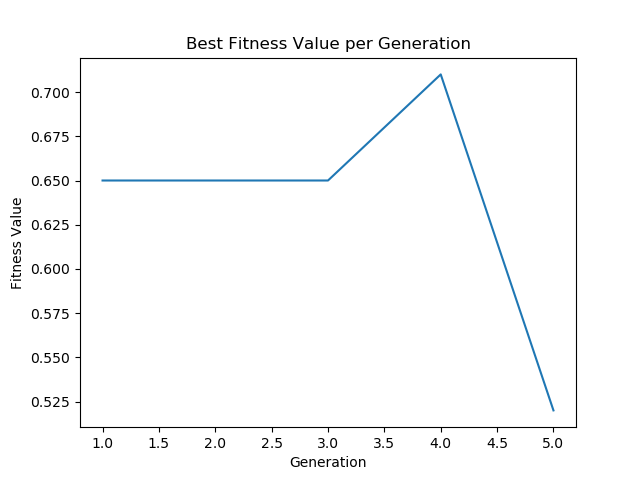 Best Fitness Value per Generation
0.700
0.675
0.650
0.625
0.600
0.575
0.550
0.525
Fitness Value
1.0 1.5 2.0 2.5 3.0 3.5 4.0 4.5 5.0
Generation